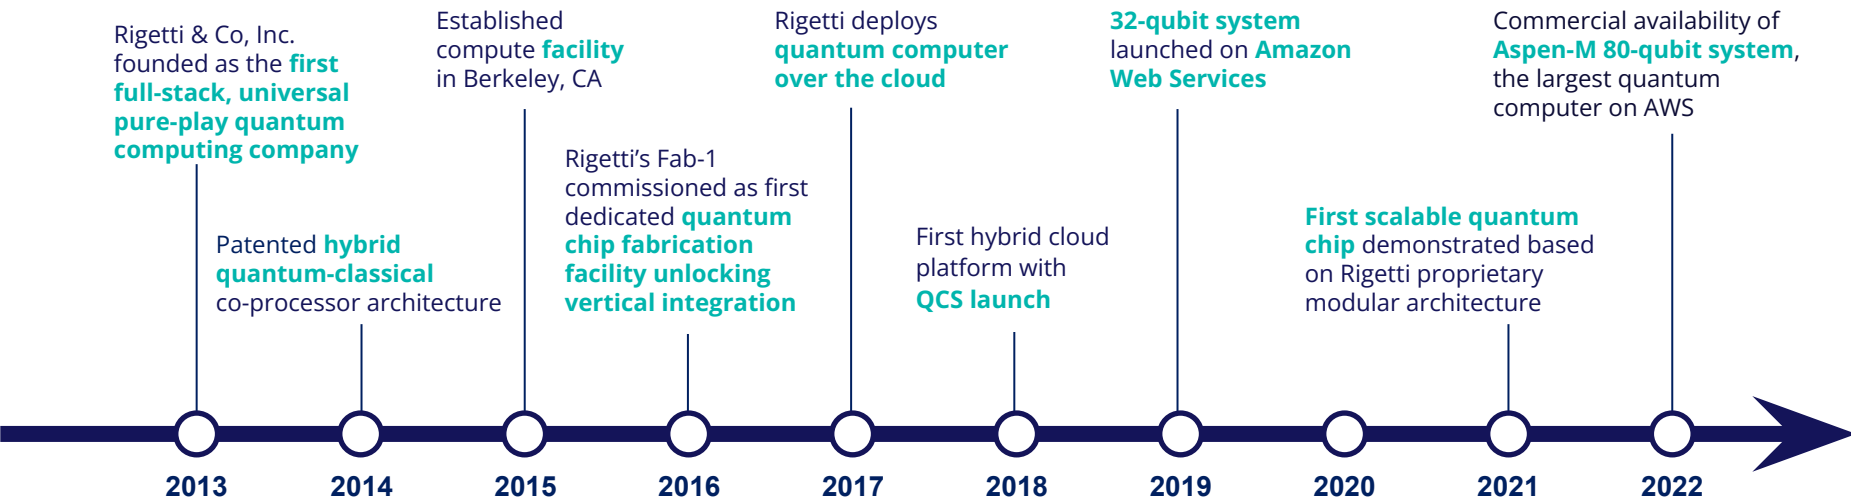 Rigetti & Co, Inc.
founded as the first
full-stack, universal
pure-play quantum
computing company
Patented hybrid
quantum-classical
co-processor architecture
Established
compute facility
in Berkeley, CA
Rigetti’s Fab-1
commissioned as first
dedicated quantum
chip fabrication
facility unlocking
vertical integration
Rigetti deploys
quantum computer
over the cloud
First hybrid cloud
platform with
QCS launch
32-qubit system
launched on Amazon
Web Services
First scalable quantum
chip demonstrated based
on Rigetti proprietary
modular architecture
Commercial availability of
Aspen-M 80-qubit system,
the largest quantum
computer on AWS
2013 2014 2015 2016 2017 2018 2019 2020 2021 2022